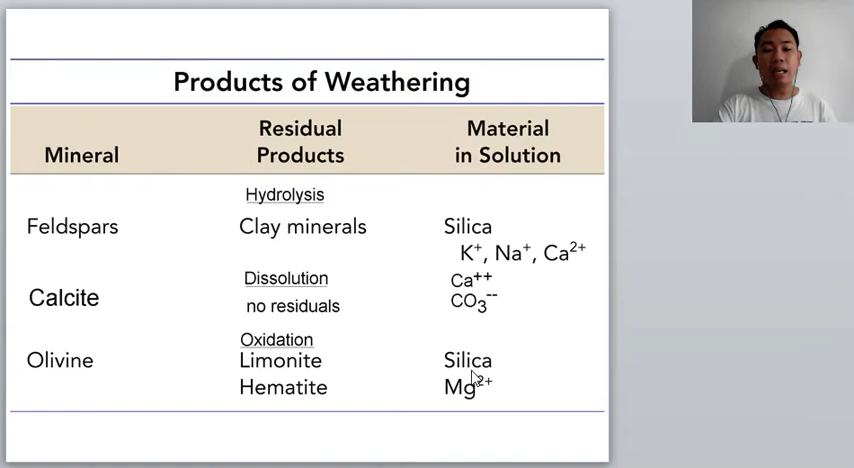 Products of Weathering
Mineral
Residual Products
Material in Solution
Hydrolysis
Feldspars Clay minerals Silica
K⁺, Na⁺, Ca²⁺
Dissolution Ca⁺⁺
Calcite no residuals CO₃⁻⁻
Oxidation
Olivine Limonite Silica
Hematite Mg²⁺